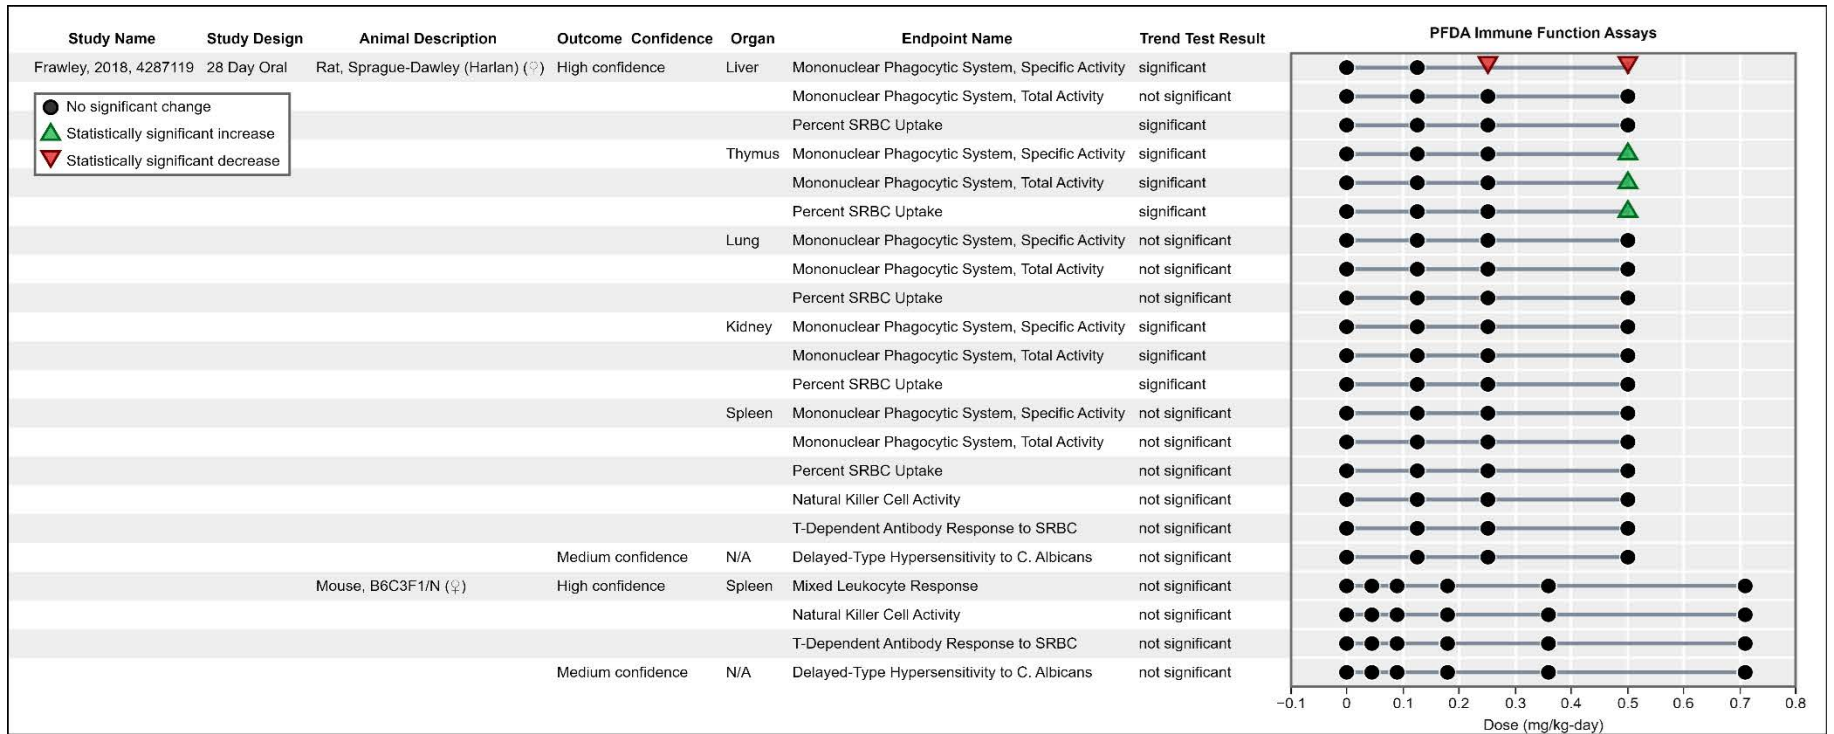 Study Name Study Design Animal Description Outcome Confidence Organ Endpoint Name Trend Test Result PFDA Immune Function Assays
Frawley, 2018, 4287119 28 Day Oral Rat, Sprague-Dawley (Harlan) (♀) High confidence Liver Mononuclear Phagocytic System, Specific Activity significant
Mononuclear Phagocytic System, Total Activity not significant
Percent SRBC Uptake significant
Thymus Mononuclear Phagocytic System, Specific Activity significant
Mononuclear Phagocytic System, Total Activity significant
Percent SRBC Uptake significant
Lung Mononuclear Phagocytic System, Specific Activity not significant
Mononuclear Phagocytic System, Total Activity not significant
Percent SRBC Uptake not significant
Kidney Mononuclear Phagocytic System, Specific Activity significant
Mononuclear Phagocytic System, Total Activity significant
Percent SRBC Uptake significant
Spleen Mononuclear Phagocytic System, Specific Activity not significant
Mononuclear Phagocytic System, Total Activity not significant
Percent SRBC Uptake not significant
Natural Killer Cell Activity not significant
T-Dependent Antibody Response to SRBC not significant
Medium confidence N/A Delayed-Type Hypersensitivity to C. Albicans not significant
Mouse, B6C3F1/N (♀) High confidence Spleen Mixed Leukocyte Response not significant
Natural Killer Cell Activity not significant
T-Dependent Antibody Response to SRBC not significant
Medium confidence N/A Delayed-Type Hypersensitivity to C. Albicans not significant
No significant change
Statistically significant increase
Statistically significant decrease
−0.1 0 0.1 0.2 0.3 0.4 0.5 0.6 0.7 0.8
Dose (mg/kg-day)